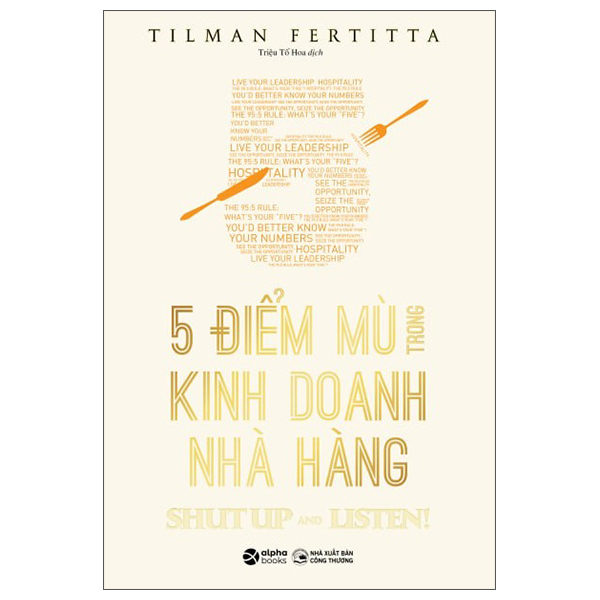 TILMAN FERTITTA
Triệu Tố Hoa dịch
LIVE YOUR LEADERSHIP HOSPITALITY
YOU'D BETTER KNOW YOUR NUMBERS
THE 95:5 RULE: WHAT'S YOUR "FIVE"?
YOU'D BETTER
KNOW YOUR
NUMBERS
LIVE YOUR LEADERSHIP
SEE THE OPPORTUNITY, SEIZE THE OPPORTUNITY
THE 95:5 RULE: WHAT'S YOUR "FIVE"?
HOSPITALITY
YOU'D BETTER KNOW
YOUR NUMBERS
LEADERSHIP
SEE THE
OPPORTUNITY,
SEIZE THE
OPPORTUNITY
THE 95:5 RULE:
WHAT'S YOUR "FIVE"?
YOU'D BETTER KNOW
YOUR NUMBERS
SEE THE OPPORTUNITY,
SEIZE THE OPPORTUNITY
HOSPITALITY
LIVE YOUR LEADERSHIP
5 ĐIỂM MÙ TRONG
KINH DOANH
NHÀ HÀNG
SHUT UP AND LISTEN!
alpha books
NHÀ XUẤT BẢN
CÔNG THƯƠNG